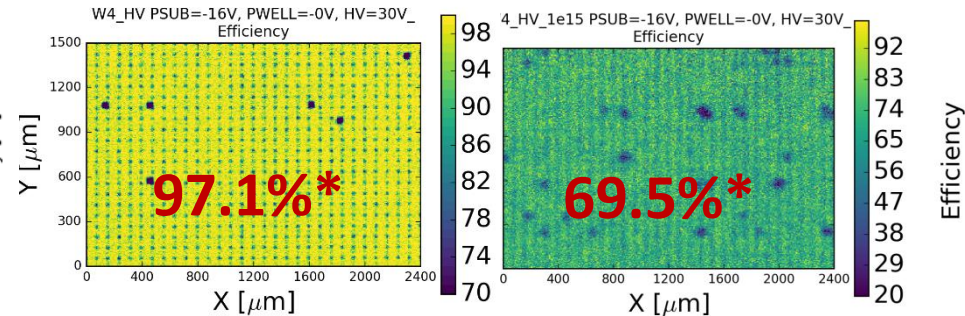 W4_HV PSUB=-16V, PWELL=-0V, HV=30V_
Efficiency
1500
1200
900
600
300
0
Y [μm]
0 400 800 1200 1600 2000 2400
X [μm]
97.1%*
98
94
90
86
82
78
74
70
4_HV_1e15 PSUB=-16V, PWELL=-0V, HV=30V_
Efficiency
0 400 800 1200 1600 2000 2400
X [μm]
69.5%*
92
83
74
65
56
47
38
29
20
Efficiency